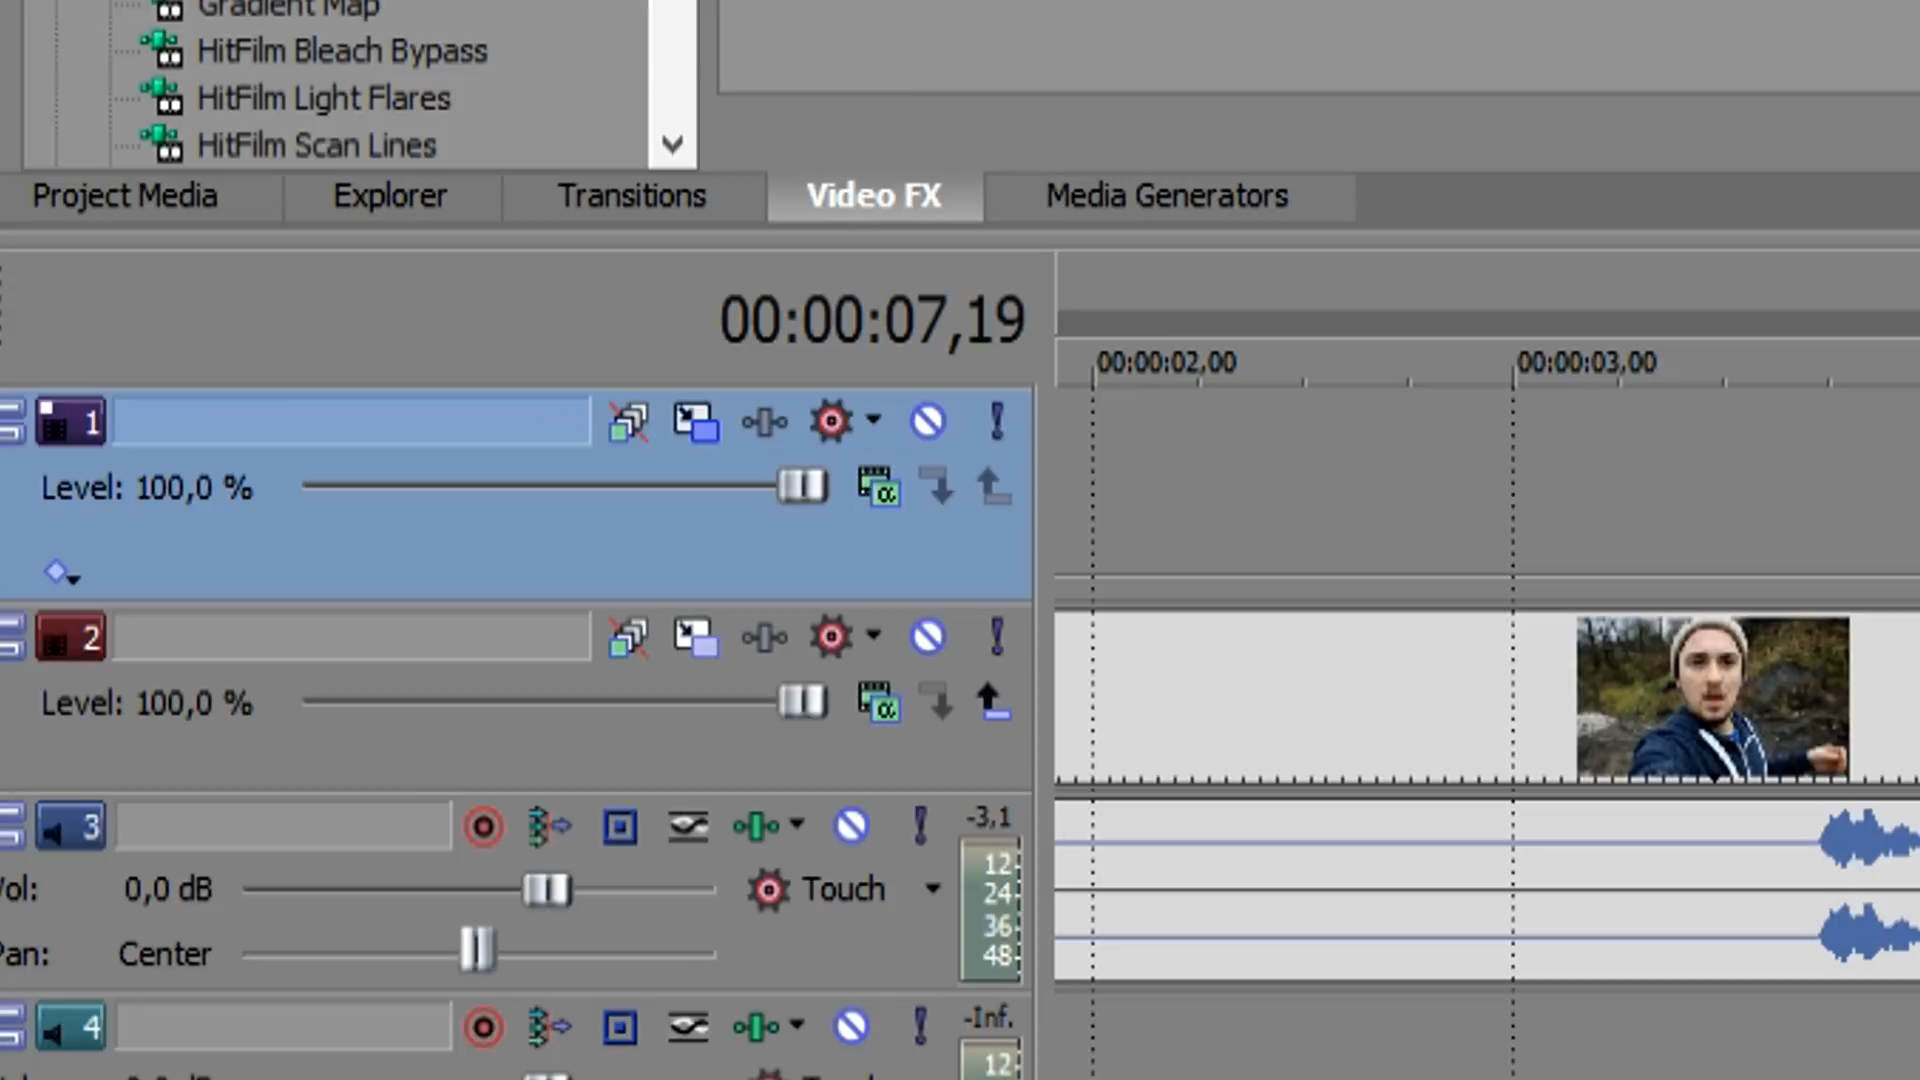 Gradient Map
HitFilm Bleach Bypass
HitFilm Light Flares
HitFilm Scan Lines
Project Media Explorer Transitions Video FX Media Generators
00:00:07,19
00:00:02,00 00:00:03,00
1
Level: 100,0 %
α
2
Level: 100,0 %
α
3 -3,1
12
Vol: 0,0 dB Touch 24
36
Pan: Center 48
4 -Inf.
12